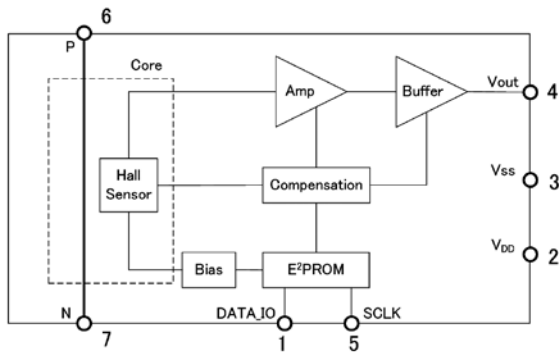 6
P
Core
Amp
Buffer
Vout
4
Hall
Sensor
Compensation
VSS
3
Bias
E²PROM
VDD
2
N
DATA_IO
SCLK
7
1
5